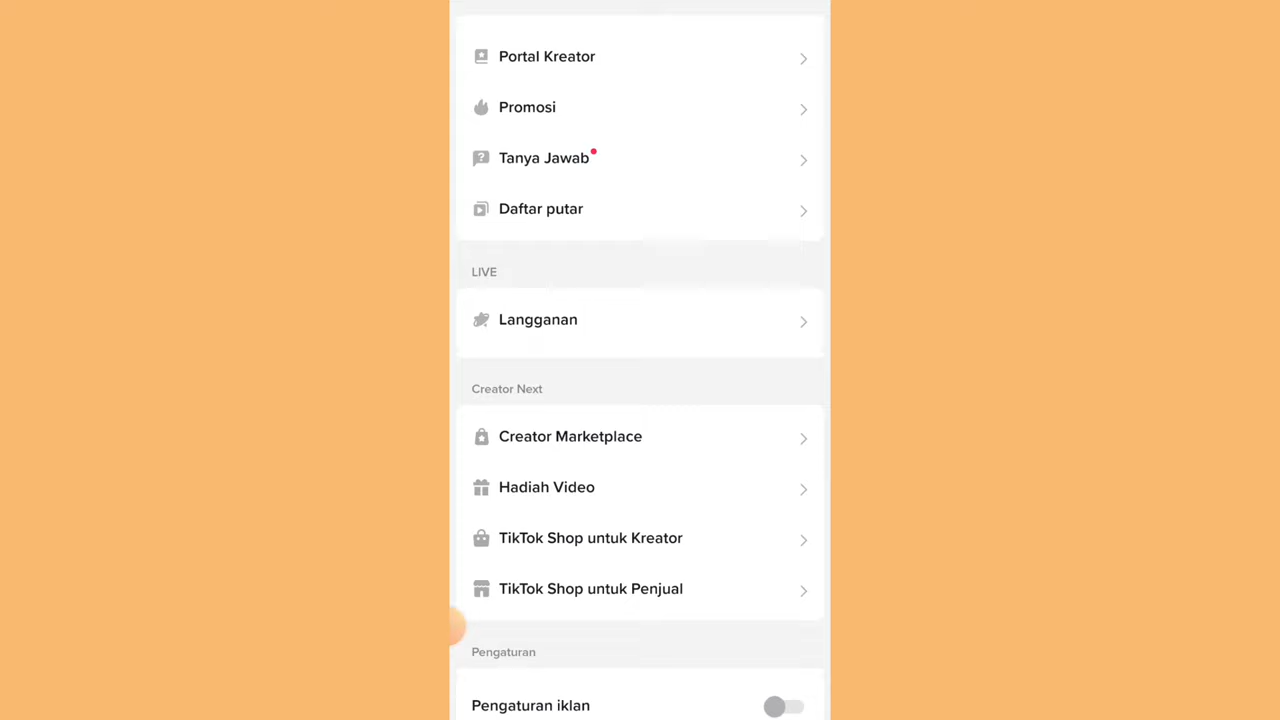 Portal Kreator
Promosi
Tanya Jawab
Daftar putar
LIVE
Langganan
Creator Next
Creator Marketplace
Hadiah Video
TikTok Shop untuk Kreator
TikTok Shop untuk Penjual
Pengaturan
Pengaturan iklan